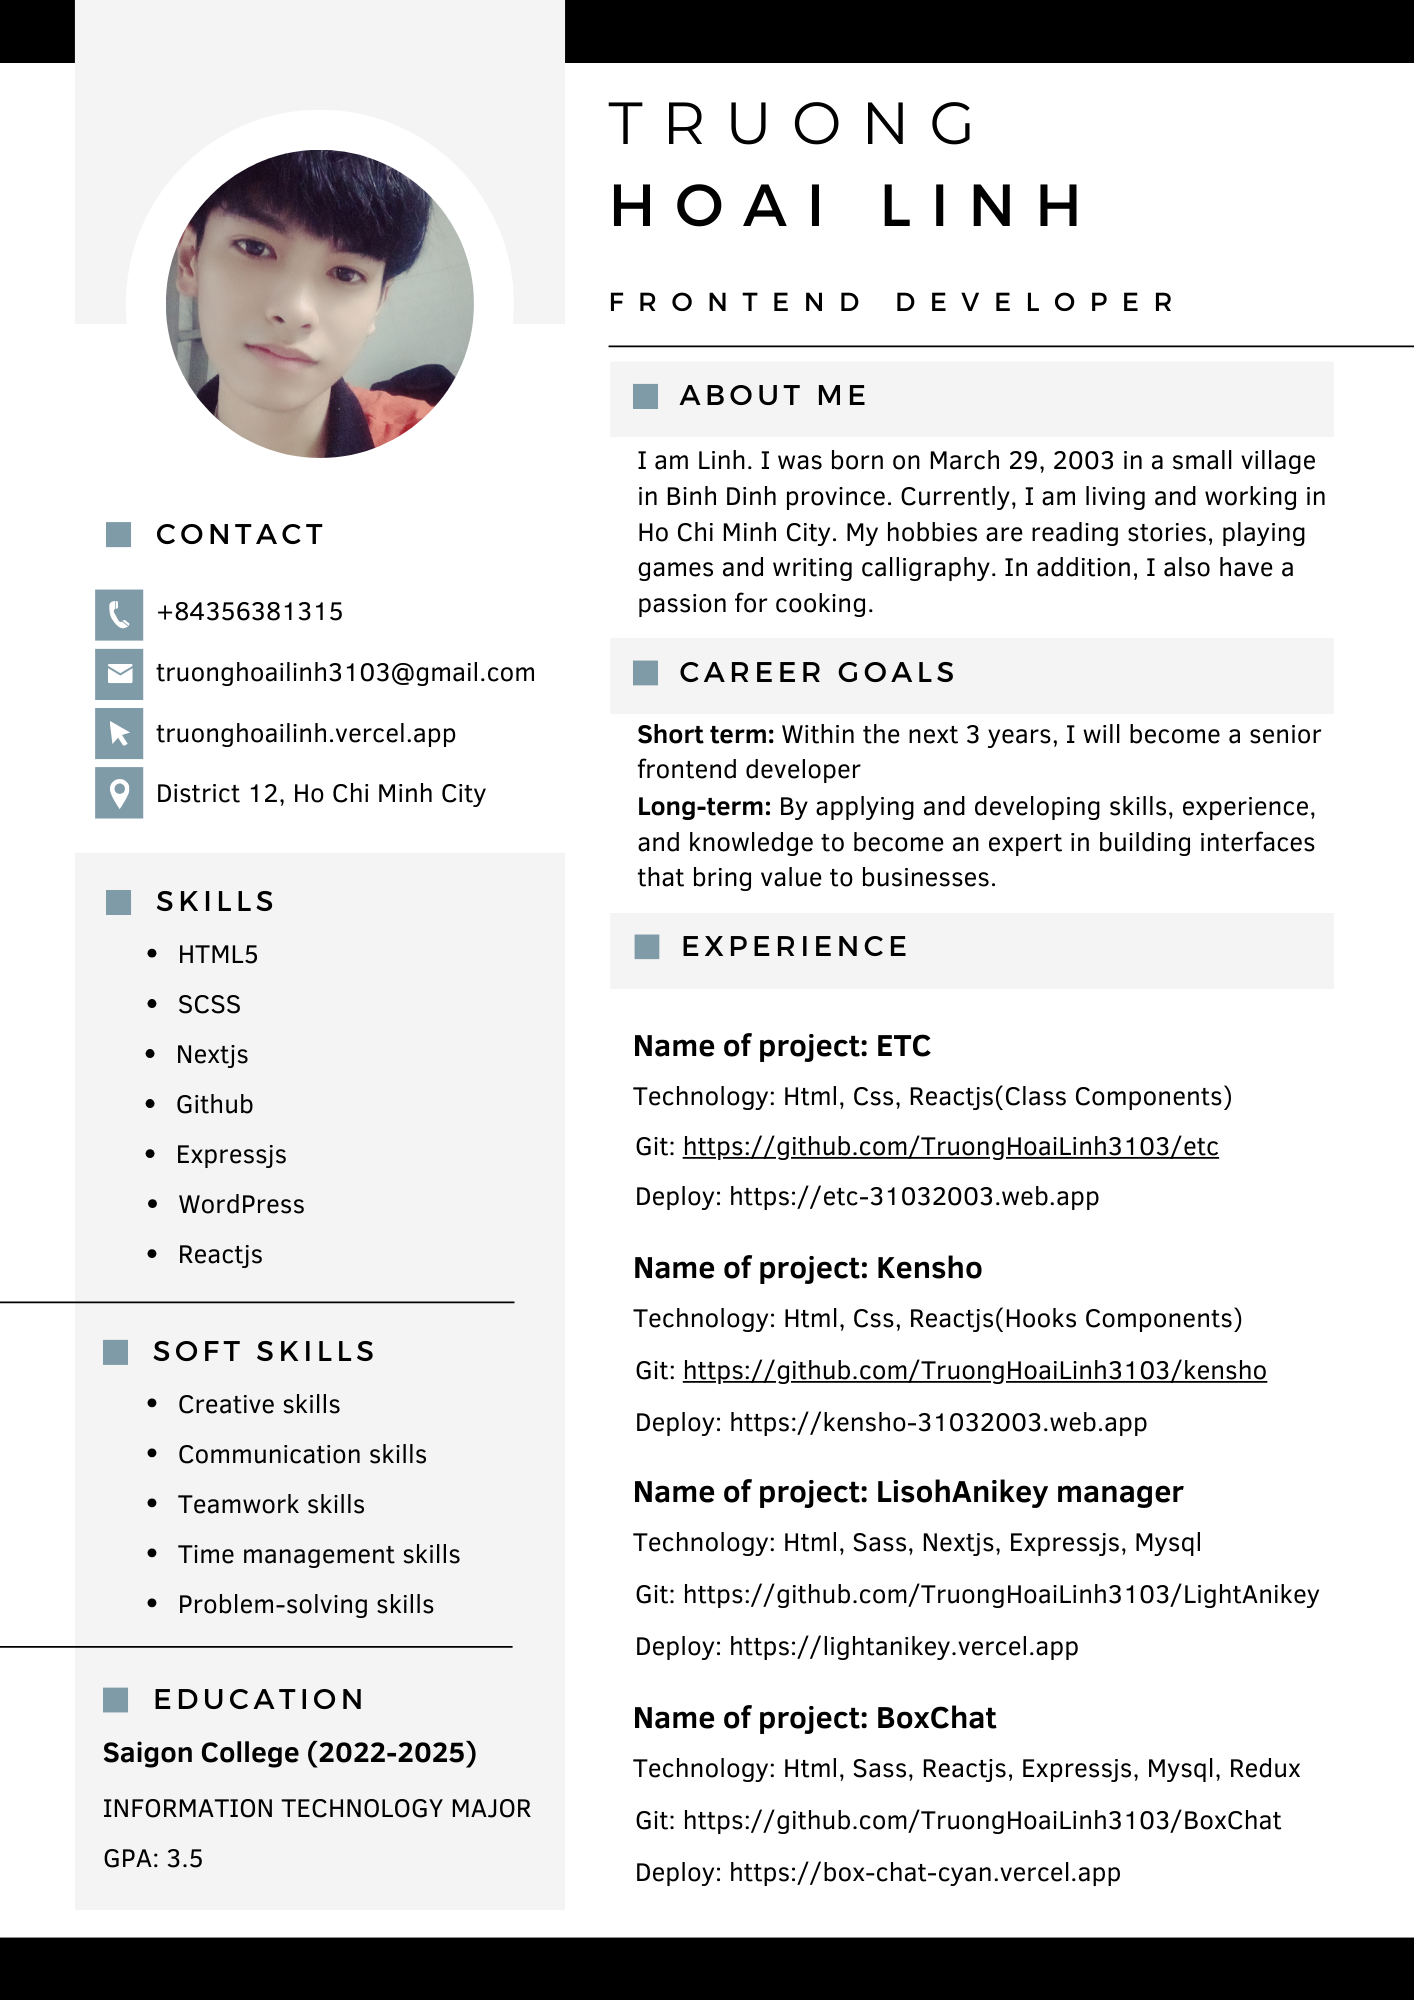 TRUONG
HOAI LINH
FRONTEND DEVELOPER
CONTACT
+84356381315
truonghoailinh3103@gmail.com
truonghoailinh.vercel.app
District 12, Ho Chi Minh City
SKILLS
• HTML5
• SCSS
• Nextjs
• Github
• Expressjs
• WordPress
• Reactjs
SOFT SKILLS
• Creative skills
• Communication skills
• Teamwork skills
• Time management skills
• Problem-solving skills
EDUCATION
Saigon College (2022-2025)
INFORMATION TECHNOLOGY MAJOR
GPA: 3.5
ABOUT ME
I am Linh. I was born on March 29, 2003 in a small village
in Binh Dinh province. Currently, I am living and working in
Ho Chi Minh City. My hobbies are reading stories, playing
games and writing calligraphy. In addition, I also have a
passion for cooking.
CAREER GOALS
Short term: Within the next 3 years, I will become a senior
frontend developer
Long-term: By applying and developing skills, experience,
and knowledge to become an expert in building interfaces
that bring value to businesses.
EXPERIENCE
Name of project: ETC
Technology: Html, Css, Reactjs(Class Components)
Git: https://github.com/TruongHoaiLinh3103/etc
Deploy: https://etc-31032003.web.app
Name of project: Kensho
Technology: Html, Css, Reactjs(Hooks Components)
Git: https://github.com/TruongHoaiLinh3103/kensho
Deploy: https://kensho-31032003.web.app
Name of project: LisohAnikey manager
Technology: Html, Sass, Nextjs, Expressjs, Mysql
Git: https://github.com/TruongHoaiLinh3103/LightAnikey
Deploy: https://lightanikey.vercel.app
Name of project: BoxChat
Technology: Html, Sass, Reactjs, Expressjs, Mysql, Redux
Git: https://github.com/TruongHoaiLinh3103/BoxChat
Deploy: https://box-chat-cyan.vercel.app